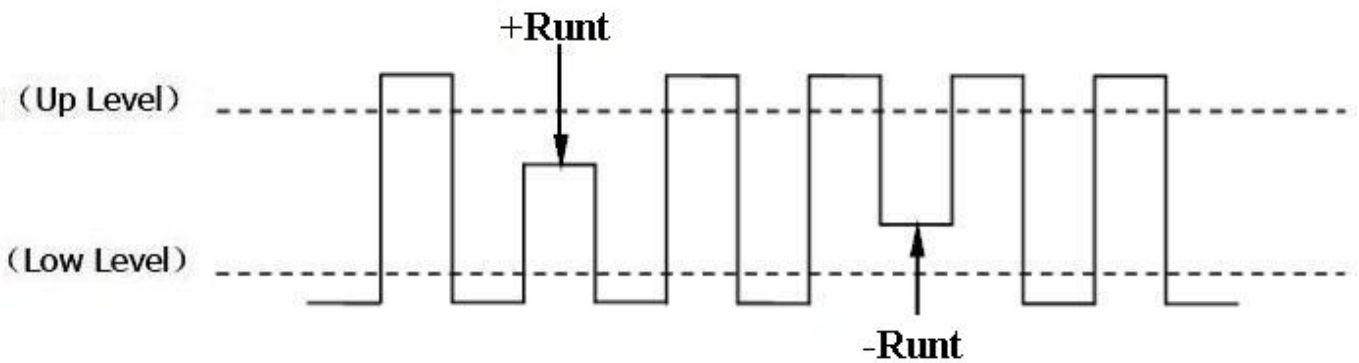 +Runt
（Up Level）
（Low Level）
-Runt